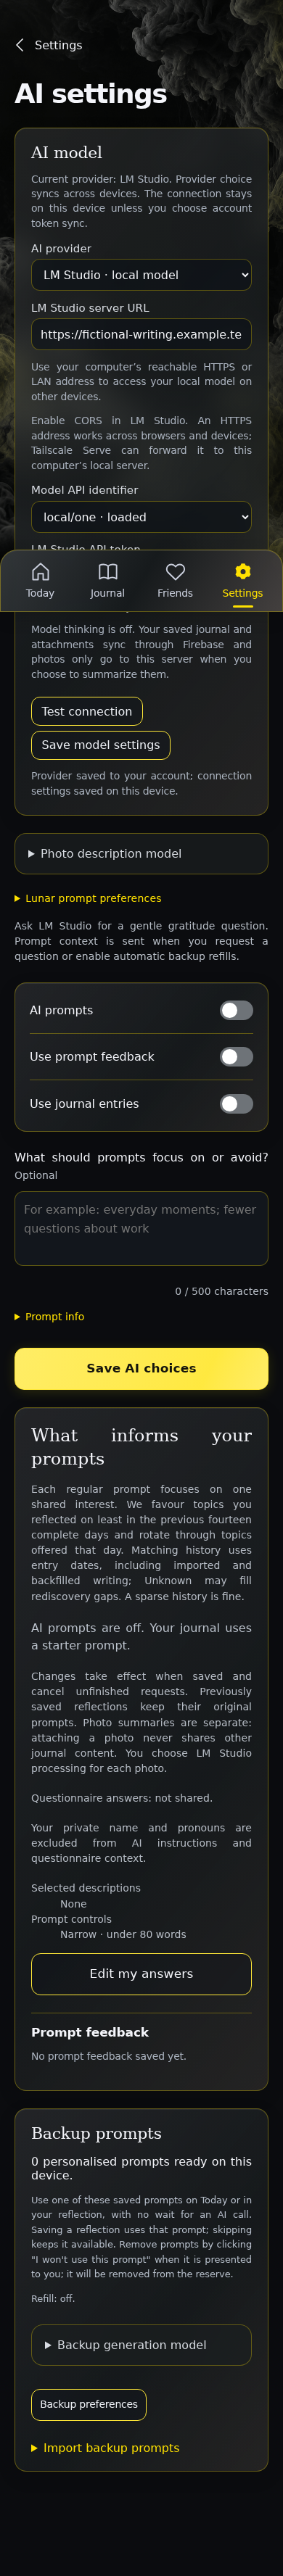 Settings
AI settings
AI model
Current provider: LM Studio. Provider choice
syncs across devices. The connection stays
on this device unless you choose account
token sync.
AI provider
LM Studio · local model
LM Studio server URL
https://fictional-writing.example.te
Use your computer’s reachable HTTPS or
LAN address to access your local model on
other devices.
Enable CORS in LM Studio. An HTTPS
address works across browsers and devices;
Tailscale Serve can forward it to this
computer’s local server.
Model API identifier
local/one · loaded
LM Studio API token
Today
Journal
Friends
Settings
Model thinking is off. Your saved journal and
attachments sync through Firebase and
photos only go to this server when you
choose to summarize them.
Test connection
Save model settings
Provider saved to your account; connection
settings saved on this device.
Photo description model
Lunar prompt preferences
Ask LM Studio for a gentle gratitude question.
Prompt context is sent when you request a
question or enable automatic backup refills.
AI prompts
Use prompt feedback
Use journal entries
What should prompts focus on or avoid?
Optional
For example: everyday moments; fewer
questions about work
0 / 500 characters
Prompt info
Save AI choices
What informs your
prompts
Each regular prompt focuses on one
shared interest. We favour topics you
reflected on least in the previous fourteen
complete days and rotate through topics
offered that day. Matching history uses
entry dates, including imported and
backfilled writing; Unknown may fill
rediscovery gaps. A sparse history is fine.
AI prompts are off. Your journal uses
a starter prompt.
Changes take effect when saved and
cancel unfinished requests. Previously
saved reflections keep their original
prompts. Photo summaries are separate:
attaching a photo never shares other
journal content. You choose LM Studio
processing for each photo.
Questionnaire answers: not shared.
Your private name and pronouns are
excluded from AI instructions and
questionnaire context.
Selected descriptions
None
Prompt controls
Narrow · under 80 words
Edit my answers
Prompt feedback
No prompt feedback saved yet.
Backup prompts
0 personalised prompts ready on this
device.
Use one of these saved prompts on Today or in
your reflection, with no wait for an AI call.
Saving a reflection uses that prompt; skipping
keeps it available. Remove prompts by clicking
"I won't use this prompt" when it is presented
to you; it will be removed from the reserve.
Refill: off.
Backup generation model
Backup preferences
Import backup prompts